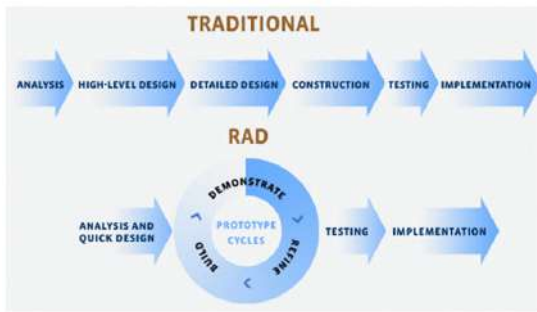 TRADITIONAL
ANALYSIS HIGH-LEVEL DESIGN DETAILED DESIGN CONSTRUCTION TESTING IMPLEMENTATION
RAD
DEMONSTRATE
ANALYSIS AND
QUICK DESIGN
PROTOTYPE
CYCLES
BUILD
REFINE
TESTING
IMPLEMENTATION